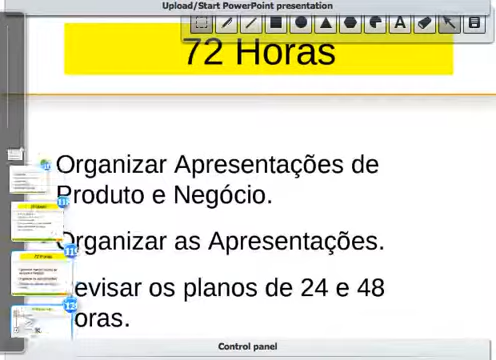 Upload/Start PowerPoint presentation
A
72 Horas
Organizar Apresentações de
Produto e Negócio.
Organizar as Apresentações.
evisar os planos de 24 e 48
oras.
Control panel